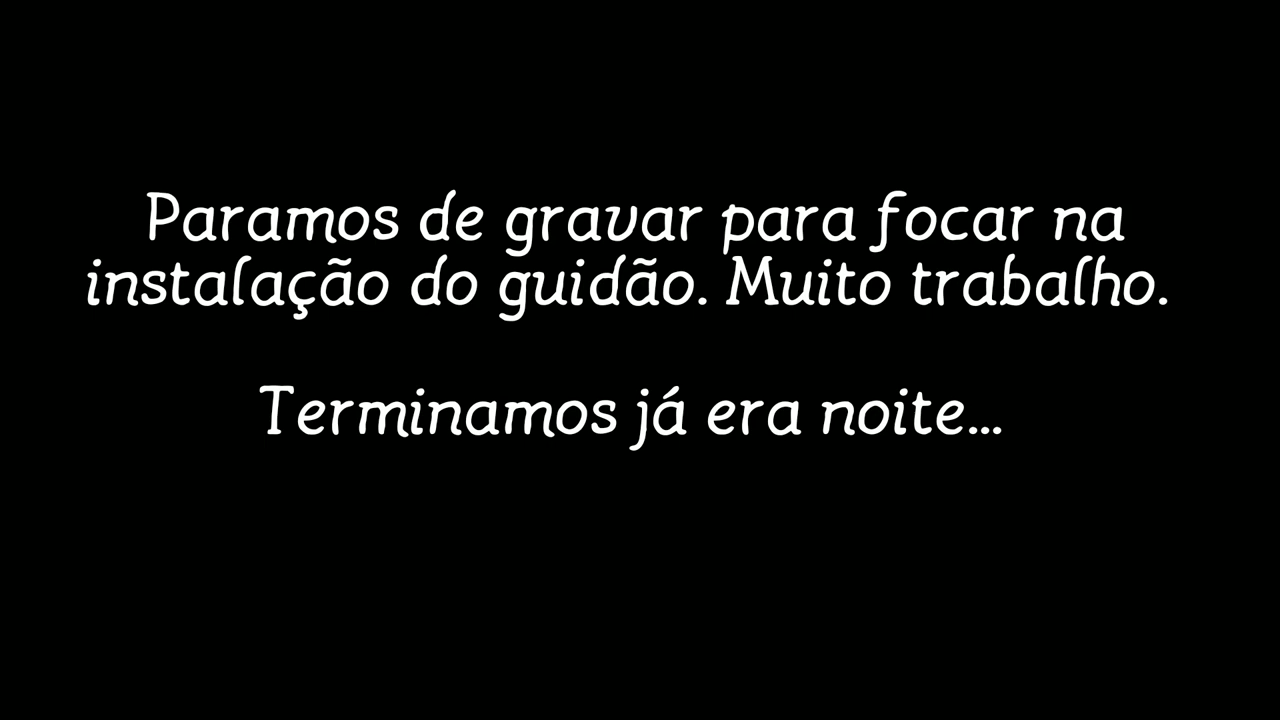 Paramos de gravar para focar na
instalação do guidão. Muito trabalho.
Terminamos já era noite...